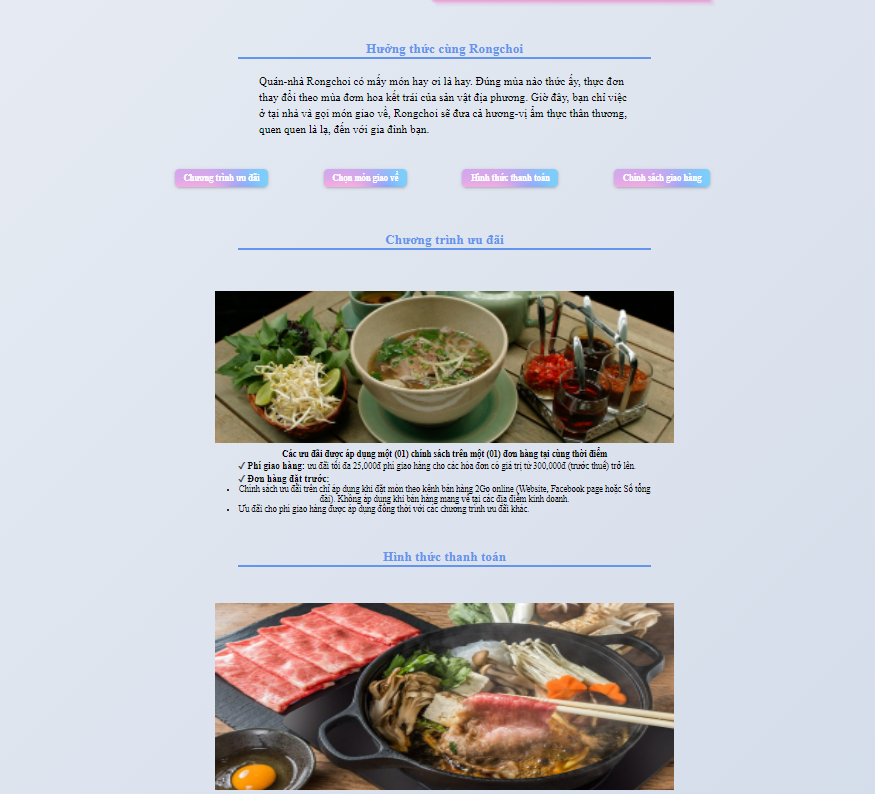 Hướng thức cùng Rongchoi
Quán-nhà Rongchoi có mấy món hay ơi là hay. Đúng mùa nào thức ấy, thực đơn
thay đổi theo mùa đơm hoa kết trái của sản vật địa phương. Giờ đây, bạn chỉ việc
ở tại nhà và gọi món giao về, Rongchoi sẽ đưa cả hương-vị ẩm thực thân thương,
quen quen là lạ, đến với gia đình bạn.
Chương trình ưu đãi
Chọn món giao về
Hình thức thanh toán
Chính sách giao hàng
Chương trình ưu đãi
Các ưu đãi được áp dụng một (01) chính sách trên một (01) đơn hàng tại cùng thời điểm
✓ Phí giao hàng: ưu đãi tối đa 25,000đ phí giao hàng cho các hóa đơn có giá trị từ 300,000đ (trước thuế) trở lên.
✓ Đơn hàng đặt trước:
• Chính sách ưu đãi trên chỉ áp dụng khi đặt món theo kênh bán hàng 2Go online (Website, Facebook page hoặc Số tổng
đài). Không áp dụng khi bán hàng mang về tại các địa điểm kinh doanh.
• Ưu đãi cho phí giao hàng được áp dụng đồng thời với các chương trình ưu đãi khác.
Hình thức thanh toán